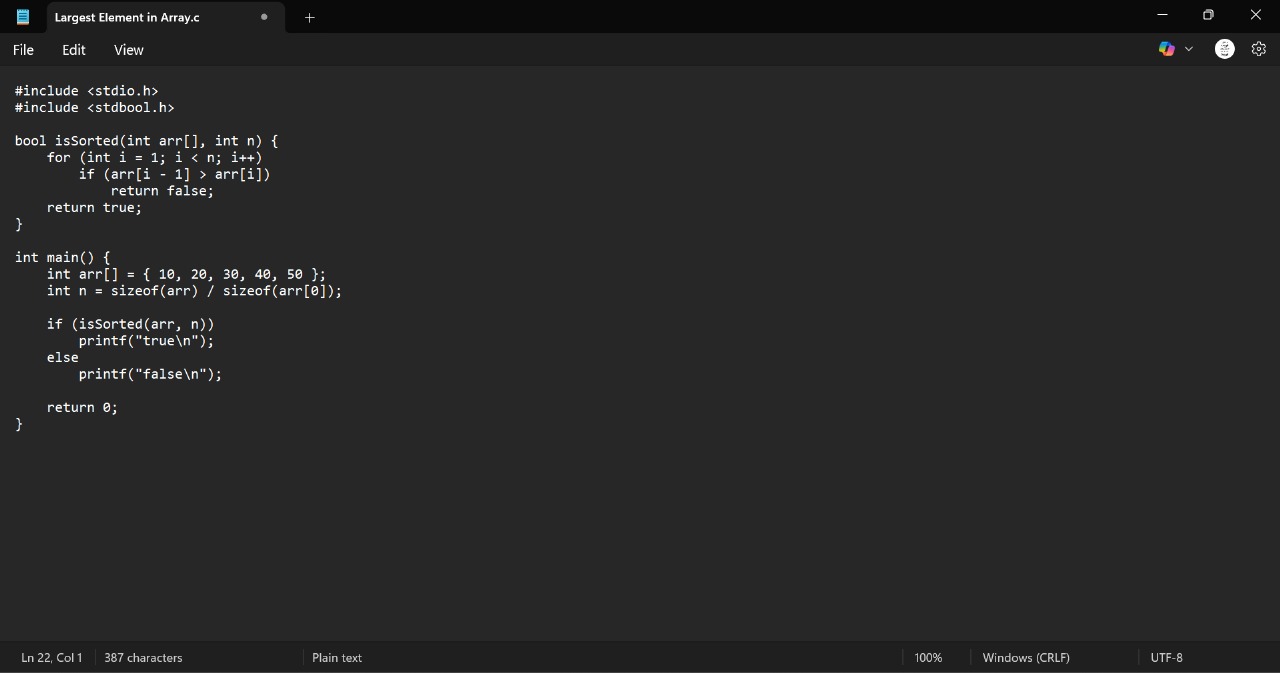 Largest Element in Array.c
File Edit View
#include <stdio.h>
#include <stdbool.h>

bool isSorted(int arr[], int n) {
    for (int i = 1; i < n; i++)
        if (arr[i - 1] > arr[i])
            return false;
    return true;
}

int main() {
    int arr[] = { 10, 20, 30, 40, 50 };
    int n = sizeof(arr) / sizeof(arr[0]);

    if (isSorted(arr, n))
        printf("true\n");
    else
        printf("false\n");

    return 0;
}
Ln 22, Col 1 387 characters Plain text 100% Windows (CRLF) UTF-8